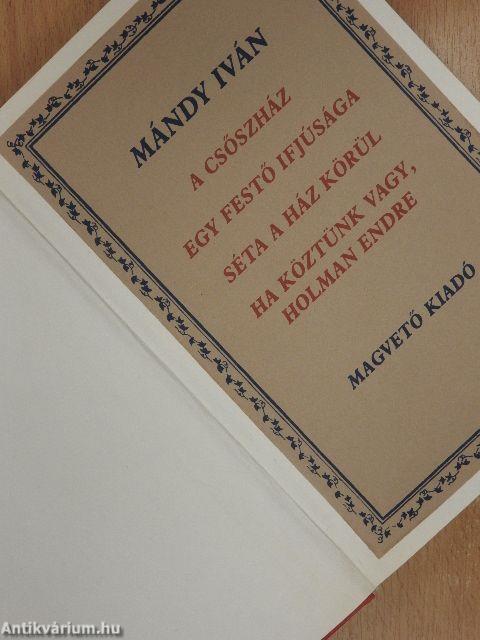 MÁNDY IVÁN
A CSŐSZHÁZ
EGY FESTŐ IFJÚSÁGA
SÉTA A HÁZ KÖRÜL
HA KÖZTÜNK VAGY,
HOLMAN ENDRE
MAGVETŐ KIADÓ
Antikvárium.hu